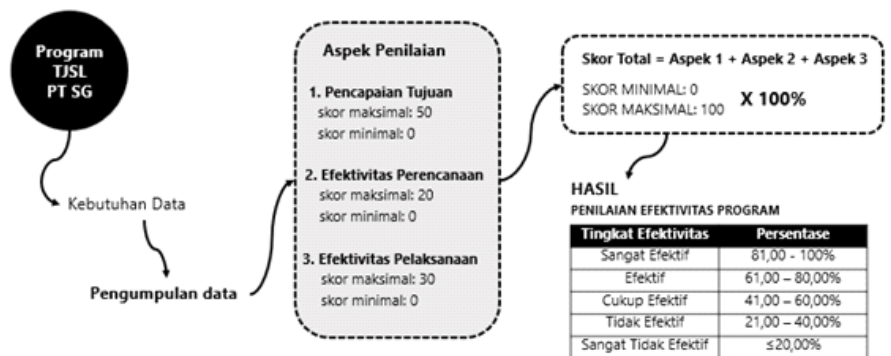 Program
TJSL
PT SG
Kebutuhan Data
Pengumpulan data
Aspek Penilaian
1. Pencapaian Tujuan
skor maksimal: 50
skor minimal: 0
2. Efektivitas Perencanaan
skor maksimal: 20
skor minimal: 0
3. Efektivitas Pelaksanaan
skor maksimal: 30
skor minimal: 0
Skor Total = Aspek 1 + Aspek 2 + Aspek 3
SKOR MINIMAL: 0
SKOR MAKSIMAL: 100
X 100%
HASIL
PENILAIAN EFEKTIVITAS PROGRAM
Tingkat Efektivitas Persentase
Sangat Efektif 81,00 - 100%
Efektif 61,00 – 80,00%
Cukup Efektif 41,00 – 60,00%
Tidak Efektif 21,00 – 40,00%
Sangat Tidak Efektif ≤20,00%